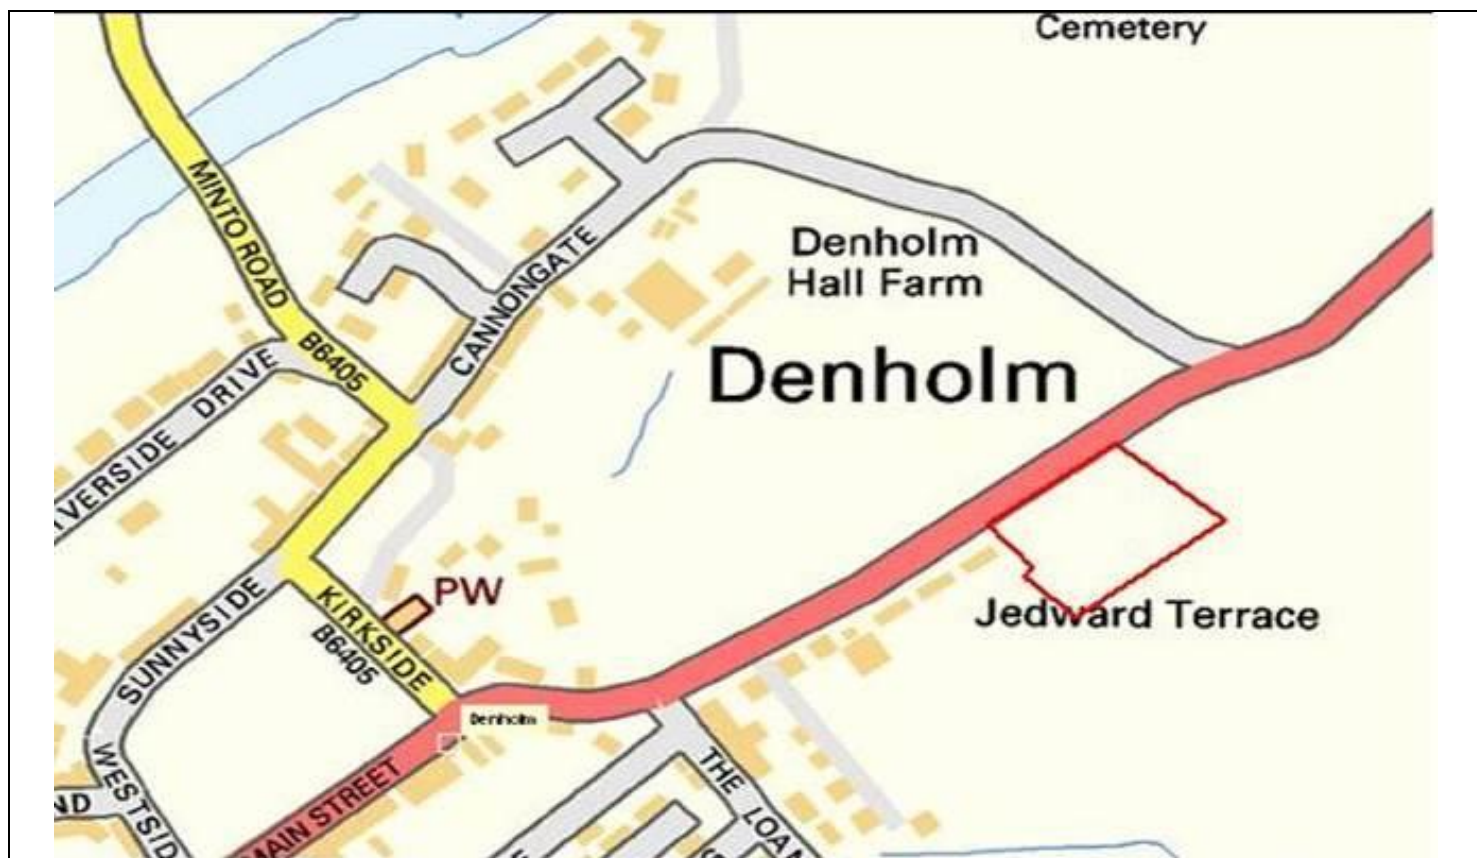 Cemetery
MINTO ROAD
Denholm
Hall Farm
CANNONGATE
B6405
Denholm
DRIVE
VERSIDE
PW
KIRKSIDE
B6405
Jedward Terrace
SUNNYSIDE
Denholm
WESTSID
THE LOAN
ND
MAIN STREET